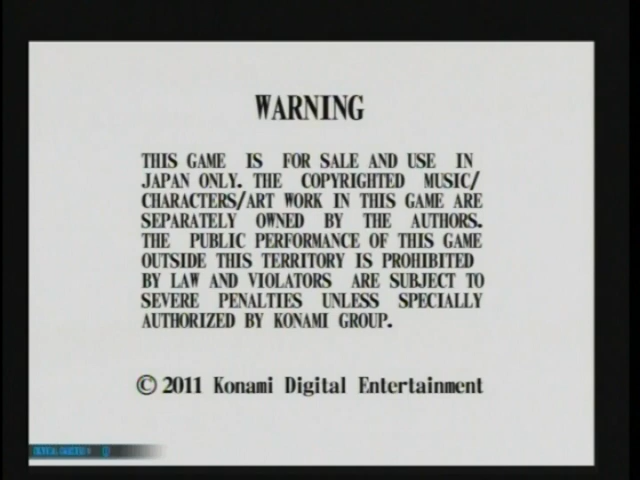 WARNING
THIS GAME IS FOR SALE AND USE IN
JAPAN ONLY. THE COPYRIGHTED MUSIC/
CHARACTERS/ART WORK IN THIS GAME ARE
SEPARATELY OWNED BY THE AUTHORS.
THE PUBLIC PERFORMANCE OF THIS GAME
OUTSIDE THIS TERRITORY IS PROHIBITED
BY LAW AND VIOLATORS ARE SUBJECT TO
SEVERE PENALTIES UNLESS SPECIALLY
AUTHORIZED BY KONAMI GROUP.
© 2011 Konami Digital Entertainment